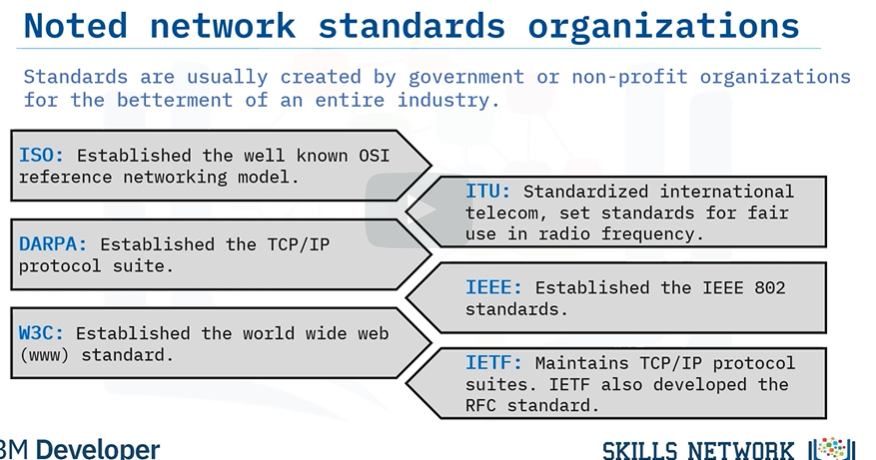 Noted network standards organizations
Standards are usually created by government or non-profit organizations
for the betterment of an entire industry.
ISO: Established the well known OSI
reference networking model.
ITU: Standardized international
telecom, set standards for fair
use in radio frequency.
DARPA: Established the TCP/IP
protocol suite.
IEEE: Established the IEEE 802
standards.
W3C: Established the world wide web
(www) standard.
IETF: Maintains TCP/IP protocol
suites. IETF also developed the
RFC standard.
BM Developer
SKILLS NETWORK